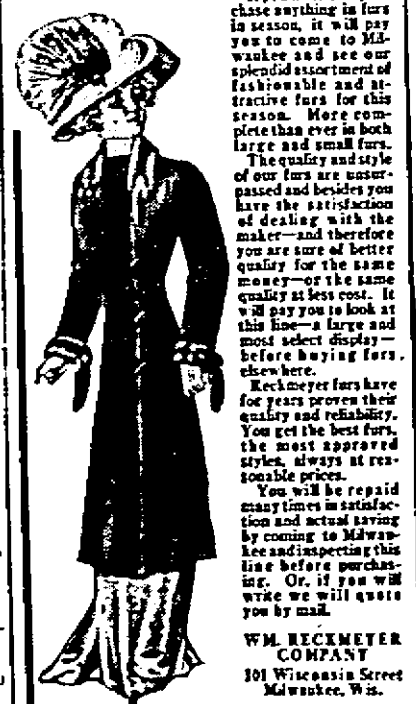 chase anything in furs
in season, it will pay
you to come to Mil-
waukee and see our
splendid assortment of
fashionable and at-
tractive furs for this
season. More com-
plete than ever in both
large and small furs.
The quality and style
of our furs are unsur-
passed and besides you
have the satisfaction
of dealing with the
maker—and therefore
you are sure of better
quality for the same
money—or the same
quality at less cost. It
will pay you to look at
this line—a large and
most select display—
before buying furs,
elsewhere.
Reckmeyer furs have
for years proven their
quality and reliability.
You get the best furs,
the most approved
styles, always at rea-
sonable prices.
You will be repaid
many times in satisfac-
tion and actual saving
by coming to Milwau-
kee and inspecting this
line before purchas-
ing. Or, if you will
write we will quote
you by mail.
WM. RECKMEYER
COMPANY
101 Wisconsin Street
Milwaukee, Wis.